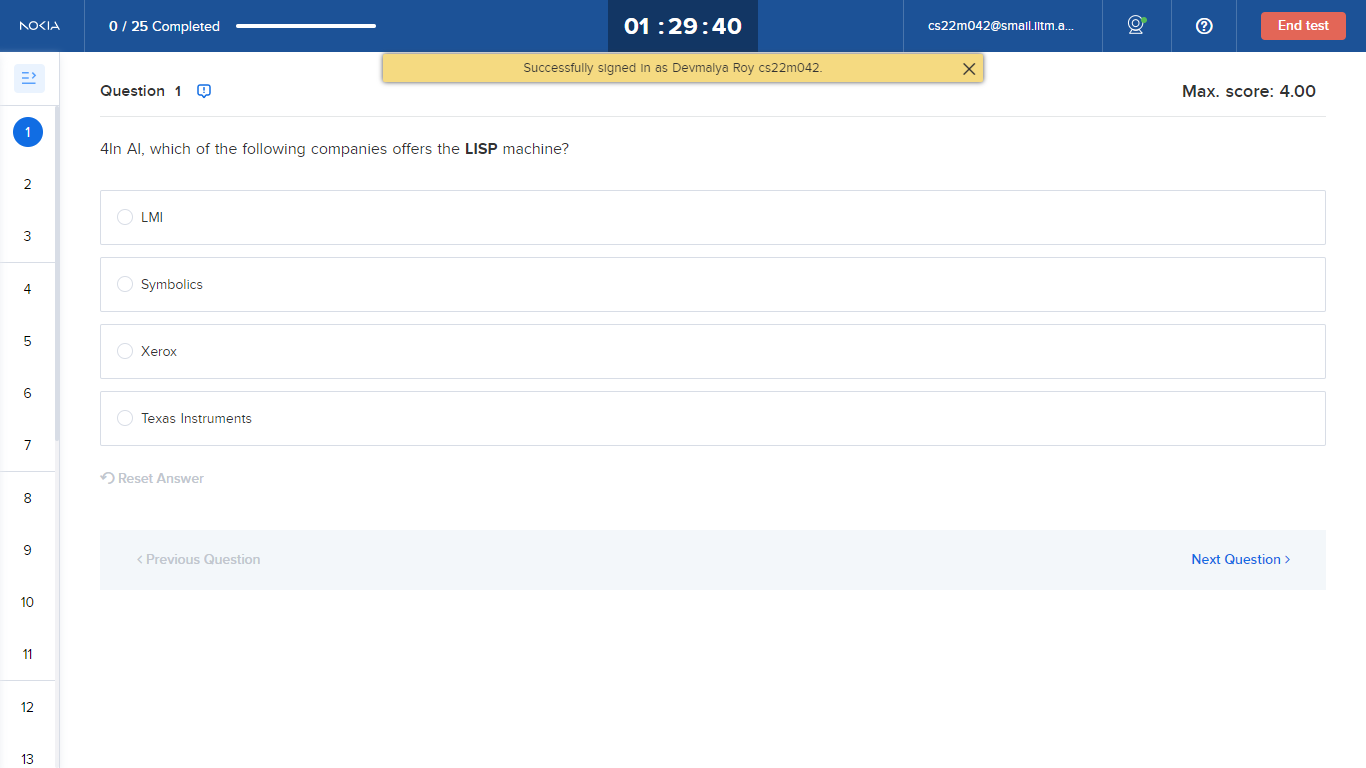 NOKIA
0 / 25 Completed
01 : 29 : 40
cs22m042@smail.iitm.a...
End test
Successfully signed in as Devmalya Roy cs22m042.
Question 1
Max. score: 4.00
1
2
3
4
5
6
7
8
9
10
11
12
13
4In AI, which of the following companies offers the LISP machine?
LMI
Symbolics
Xerox
Texas Instruments
Reset Answer
Previous Question
Next Question